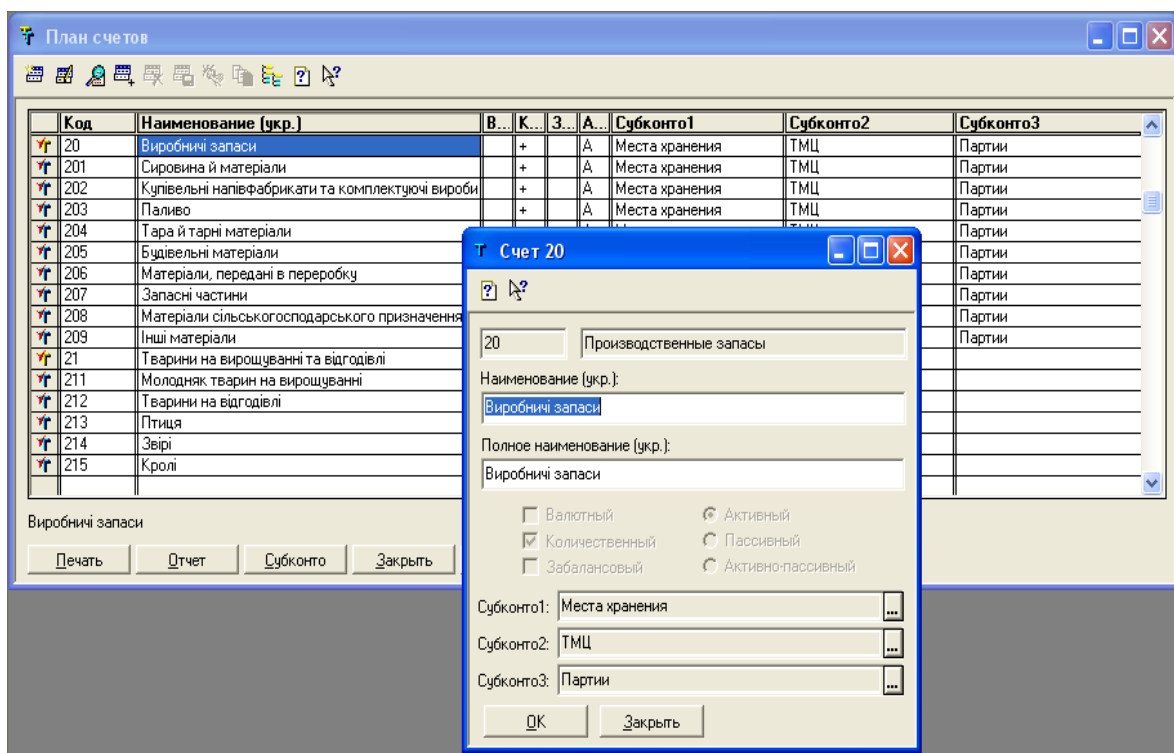 План счетов
Код Наименование (укр.) В... К... З... А... Субконто1 Субконто2 Субконто3
20 Виробничі запаси + А Места хранения ТМЦ Партии
201 Сировина й матеріали + А Места хранения ТМЦ Партии
202 Купівельні напівфабрикати та комплектуючі вироби + А Места хранения ТМЦ Партии
203 Паливо + А Места хранения ТМЦ Партии
204 Тара й тарні матеріали Партии
205 Будівельні матеріали Партии
206 Матеріали, передані в переробку Партии
207 Запасні частини Партии
208 Матеріали сільськогосподарського призначення Партии
209 Інші матеріали Партии
21 Тварини на вирощуванні та відгодівлі
211 Молодняк тварин на вирощуванні
212 Тварини на відгодівлі
213 Птиця
214 Звірі
215 Кролі
Виробничі запаси
Печать Отчет Субконто Закрыть
Счет 20
20 Производственные запасы
Наименование (укр.):
Виробничі запаси
Полное наименование (укр.):
Виробничі запаси
Валютный Активный
Количественный Пассивный
Забалансовый Активно-пассивный
Субконто1: Места хранения ...
Субконто2: ТМЦ ...
Субконто3: Партии ...
OK Закрыть